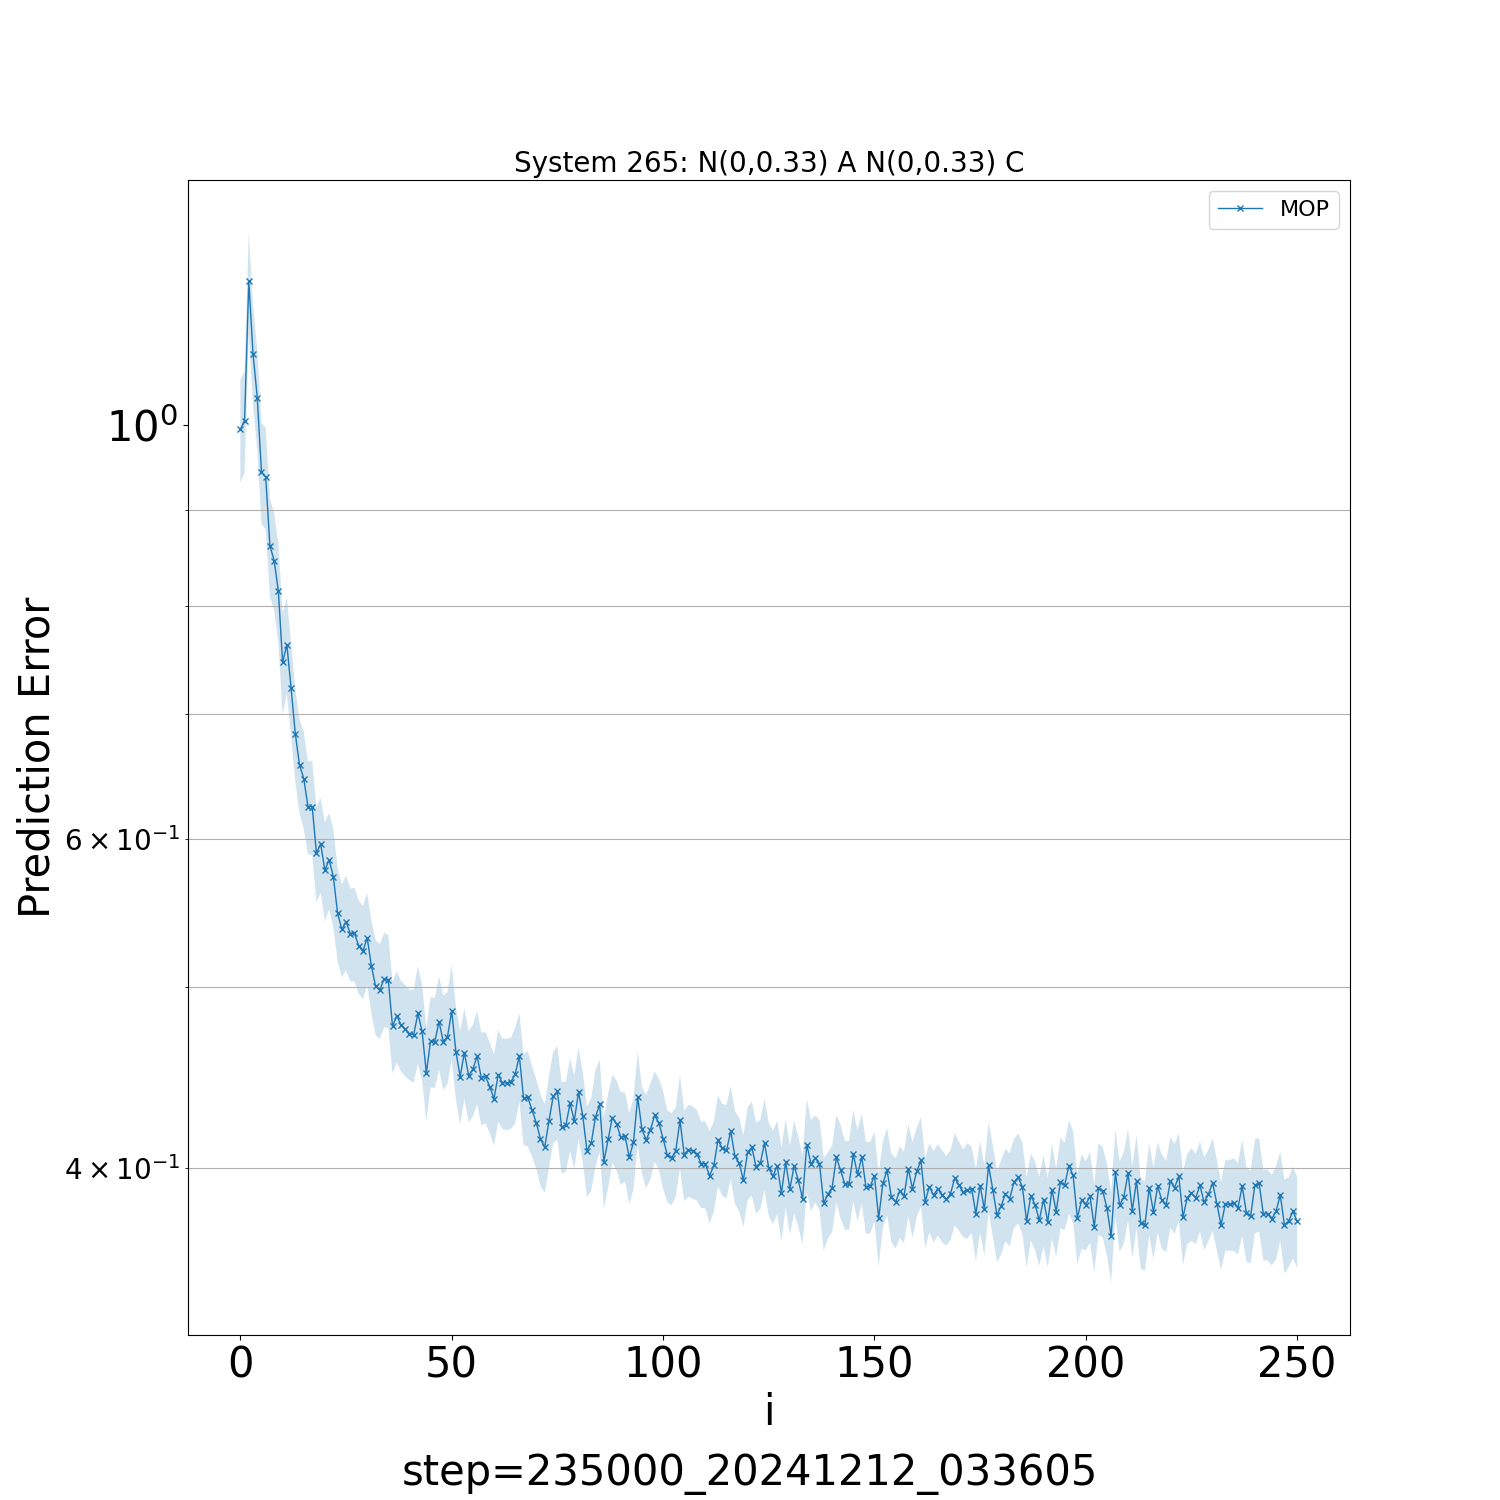 System 265: N(0,0.33) A N(0,0.33) C
MOP
10⁰
6 × 10⁻¹
4 × 10⁻¹
Prediction Error
0 50 100 150 200 250
i
step=235000_20241212_033605